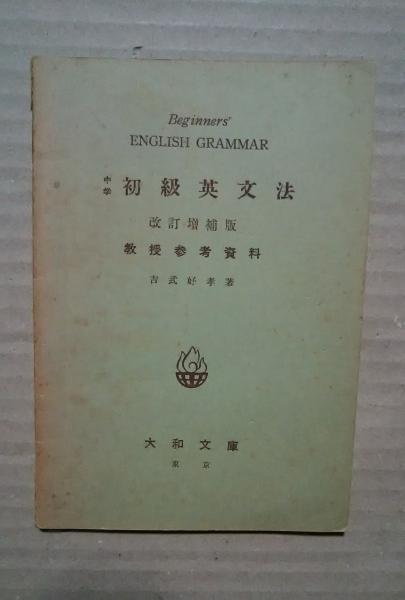 Beginners'
ENGLISH GRAMMAR
中学 初級英文法
改訂増補版
教授参考資料
吉武好孝著
大和文庫
東京